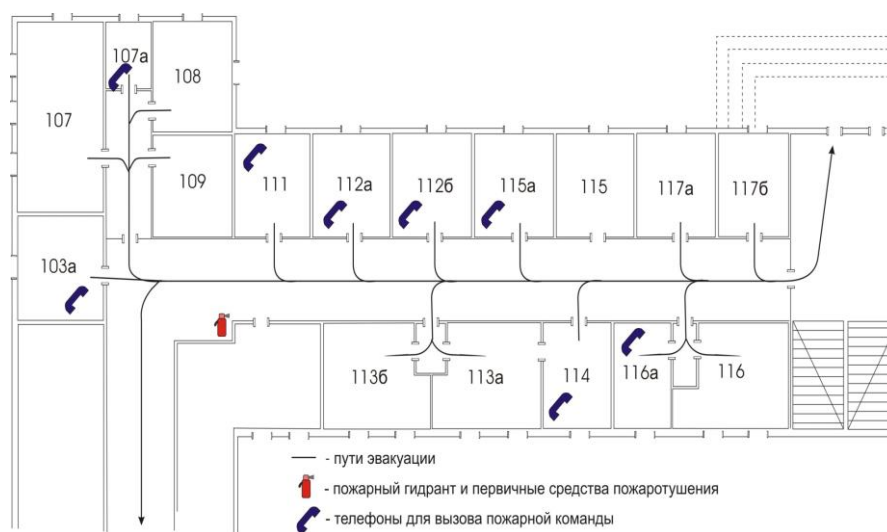 107а
108
107
109
111
112а
112б
115а
115
117а
117б
103а
113б
113а
114
116а
116
- пути эвакуации
- пожарный гидрант и первичные средства пожаротушения
- телефоны для вызова пожарной команды